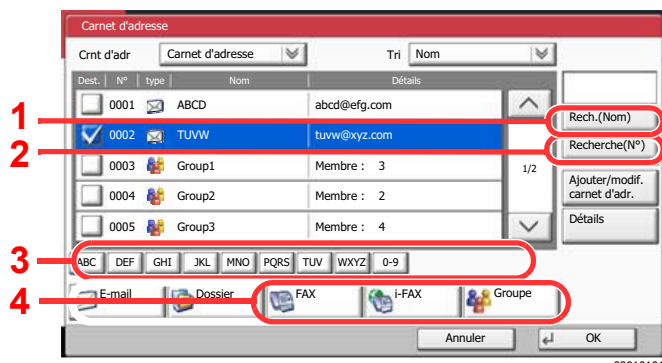 Carnet d'adresse
Crnt d'adr Carnet d'adresse Tri Nom
Dest. N° type Nom Détails
0001 ABCD abcd@efg.com
1 Rech.(Nom)
0002 TUVW tuvw@xyz.com
2 Recherche(N°)
0003 Group1 Membre : 3 1/2
Ajouter/modif.
carnet d'adr.
0004 Group2 Membre : 2
0005 Group3 Membre : 4 Détails
3 ABC DEF GHI JKL MNO PQRS TUV WXYZ 0-9
4 E-mail Dossier FAX i-FAX Groupe
Annuler OK